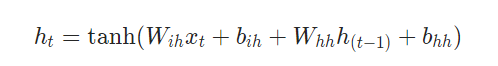 h_t = tanh(W_{ih}x_t + b_{ih} + W_{hh}h_{(t−1)} + b_{hh})